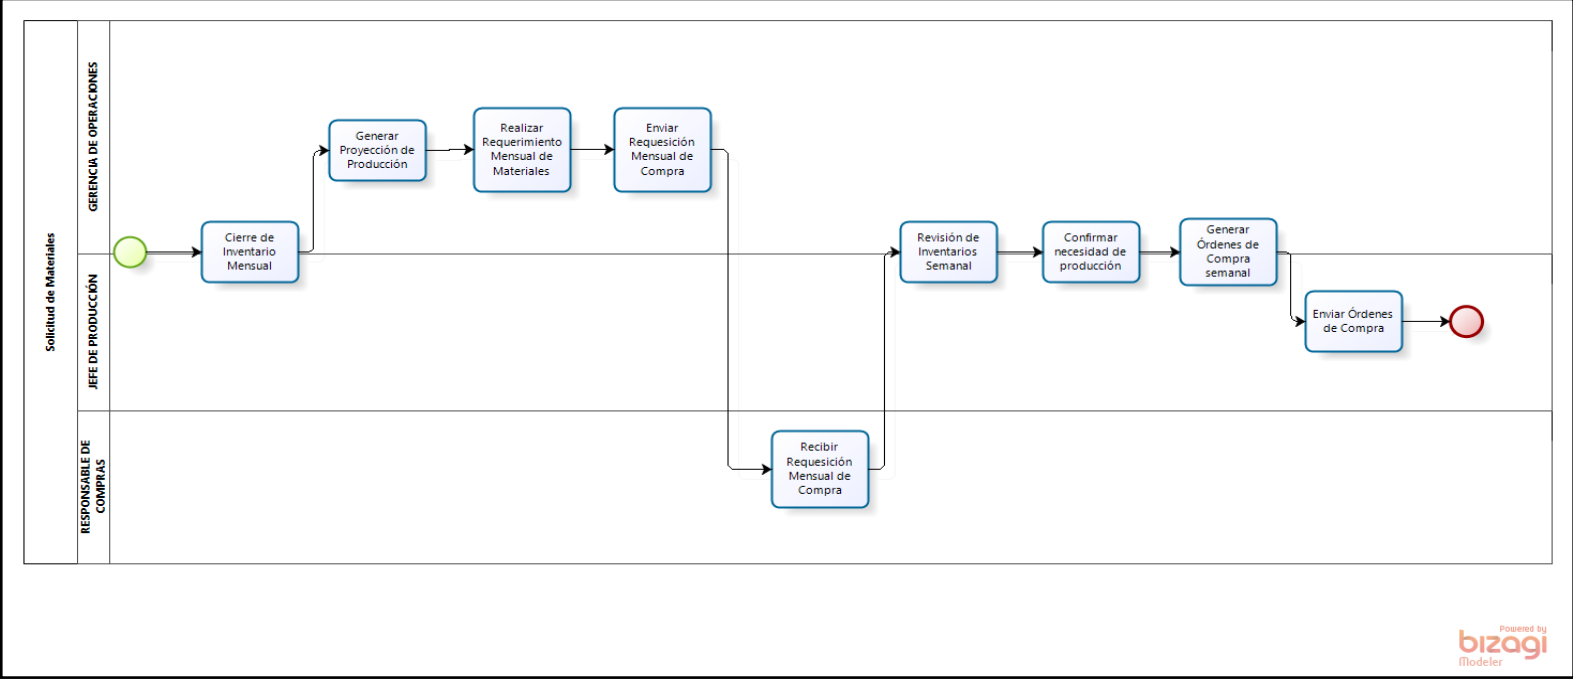 Solicitud de Materiales
GERENCIA DE OPERACIONES
Generar
Proyección de
Producción
Realizar
Requerimiento
Mensual de
Materiales
Enviar
Requesición
Mensual de
Compra
Cierre de
Inventario
Mensual
Revisión de
Inventarios
Semanal
Confirmar
necesidad de
producción
Generar
Órdenes de
Compra
semanal
JEFE DE PRODUCCIÓN
Enviar Órdenes
de Compra
RESPONSABLE DE
COMPRAS
Recibir
Requesición
Mensual de
Compra
Powered by
bizagi
Modeler